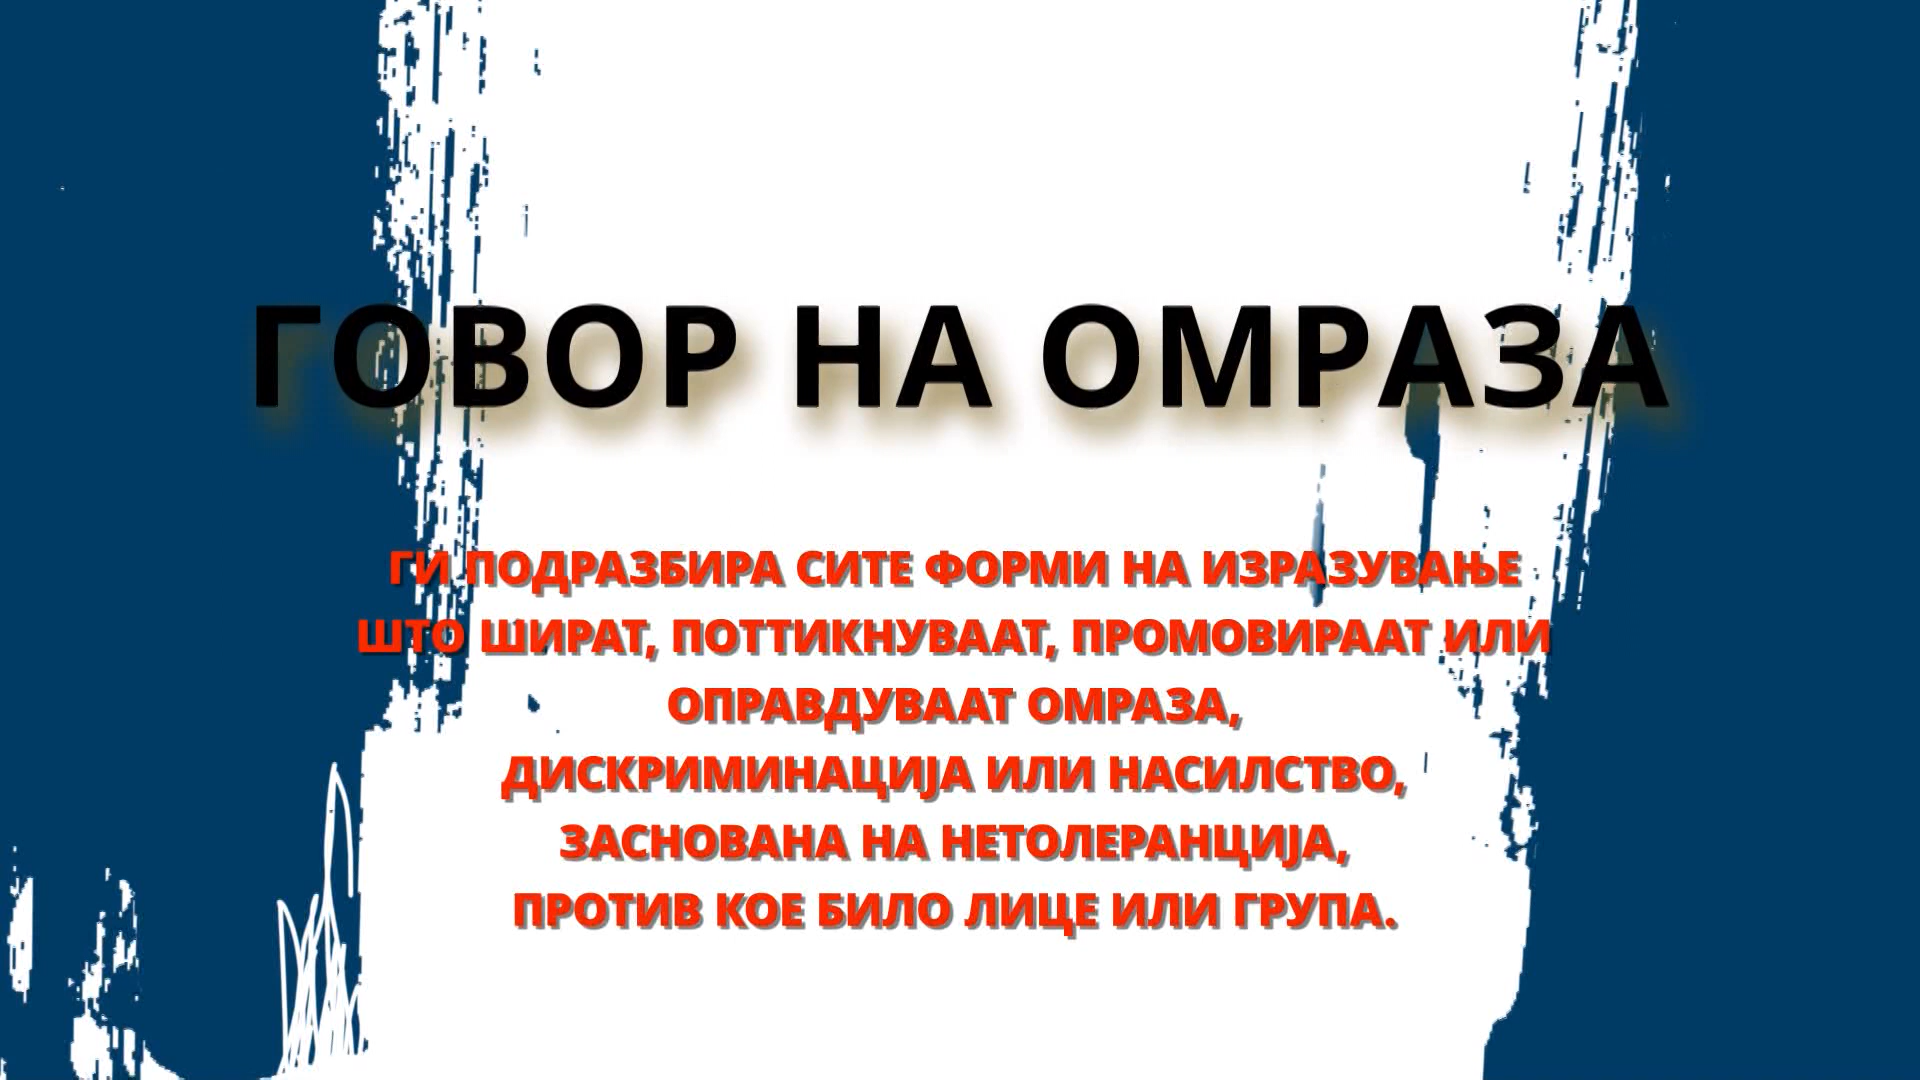 ГОВОР НА ОМРАЗА
ГИ ПОДРАЗБИРА СИТЕ ФОРМИ НА ИЗРАЗУВАЊЕ
ШТО ШИРАТ, ПОТТИКНУВААТ, ПРОМОВИРААТ ИЛИ
ОПРАВДУВААТ ОМРАЗА,
ДИСКРИМИНАЦИЈА ИЛИ НАСИЛСТВО,
ЗАСНОВАНА НА НЕТОЛЕРАНЦИЈА,
ПРОТИВ КОЕ БИЛО ЛИЦЕ ИЛИ ГРУПА.